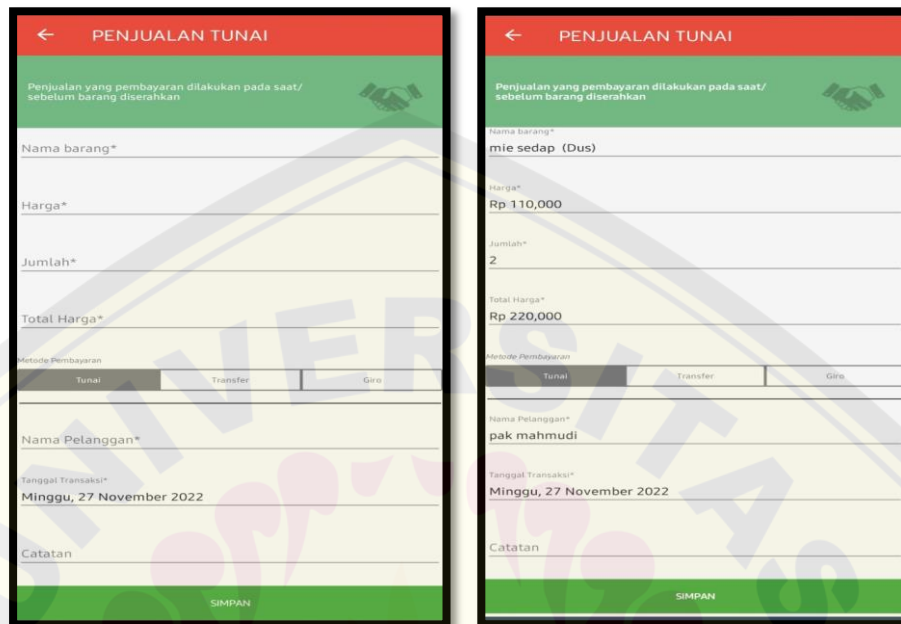 PENJUALAN TUNAI
Penjualan yang pembayaran dilakukan pada saat/
sebelum barang diserahkan
Nama barang*
Harga*
Jumlah*
Total Harga*
Metode Pembayaran
Tunai Transfer Giro
Nama Pelanggan*
Tanggal Transaksi*
Minggu, 27 November 2022
Catatan
SIMPAN
PENJUALAN TUNAI
Penjualan yang pembayaran dilakukan pada saat/
sebelum barang diserahkan
Nama barang*
mie sedap (Dus)
Harga*
Rp 110,000
Jumlah*
2
Total Harga*
Rp 220,000
Metode Pembayaran
Tunai Transfer Giro
Nama Pelanggan*
pak mahmudi
Tanggal Transaksi*
Minggu, 27 November 2022
Catatan
SIMPAN
UNIVERSITAS